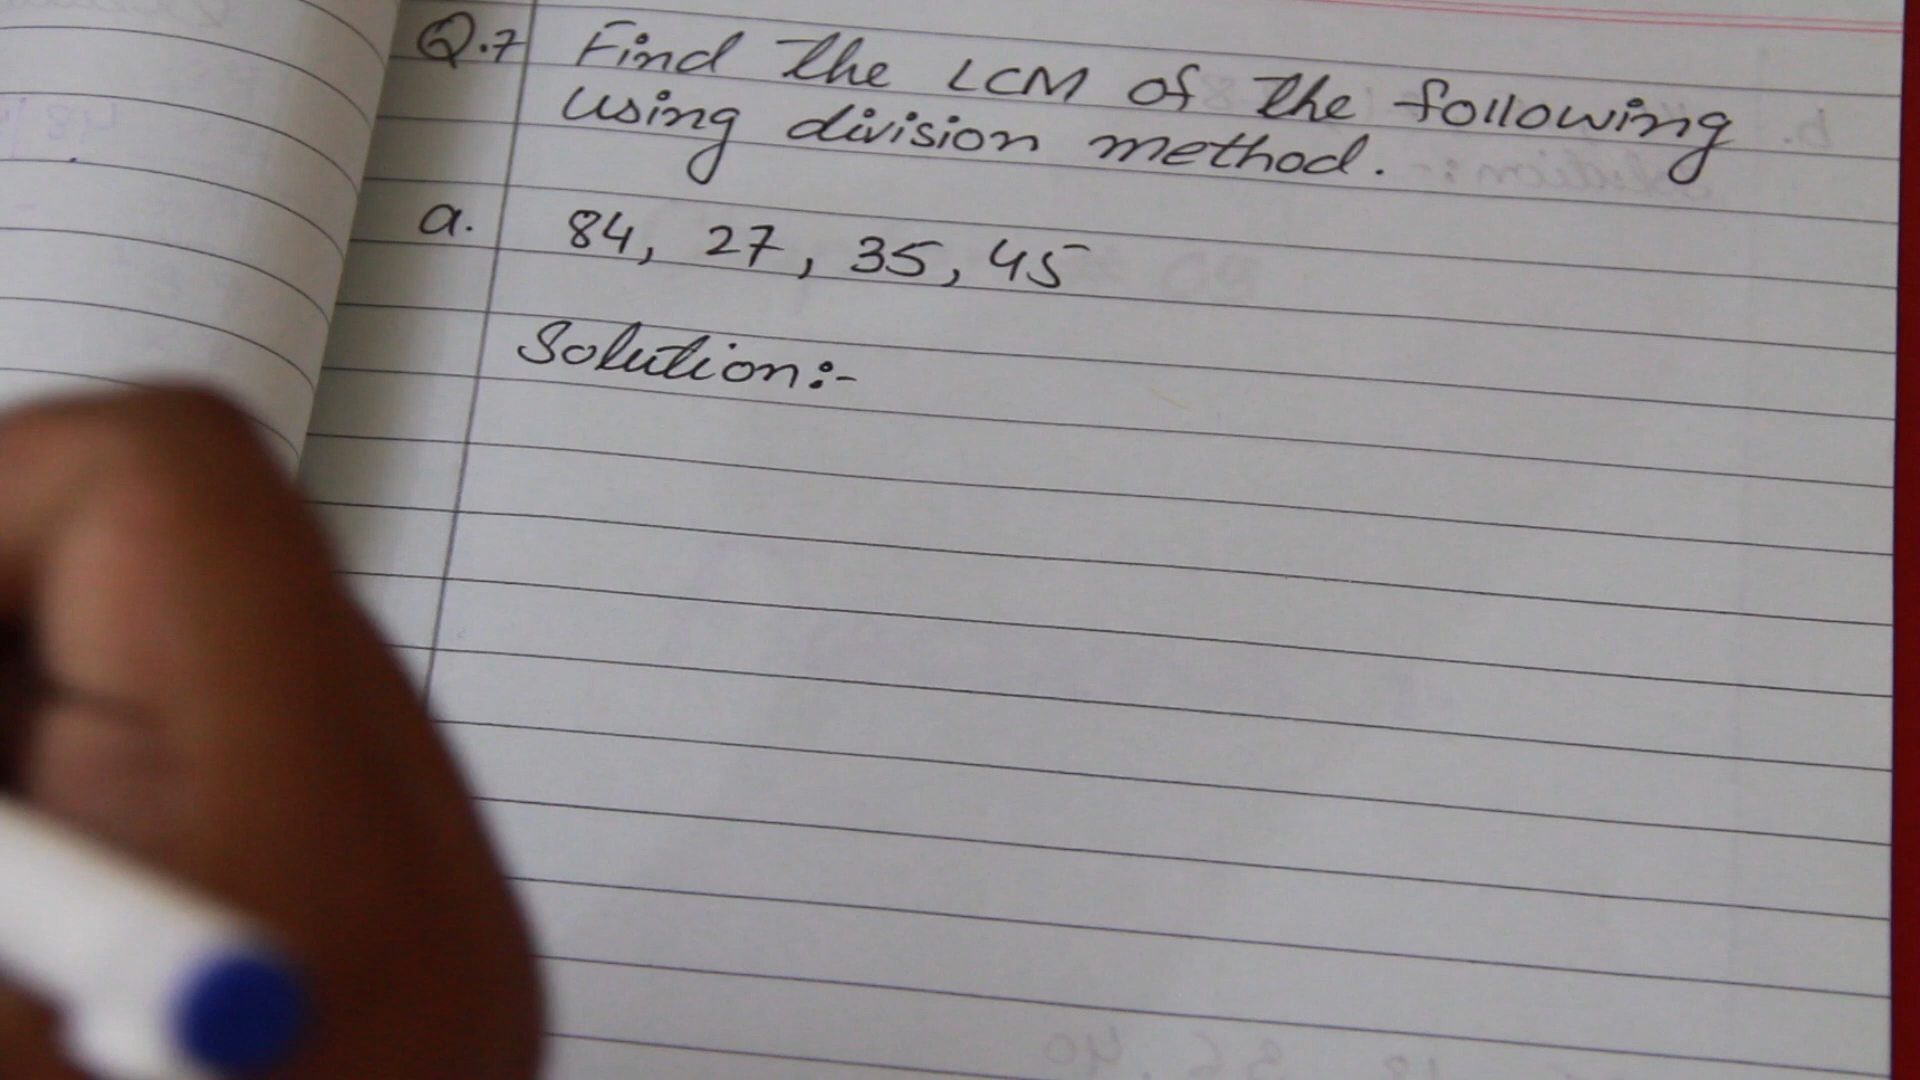 Q.7 Find the LCM of the following
using division method.
a. 84, 27, 35, 45
Solution:-